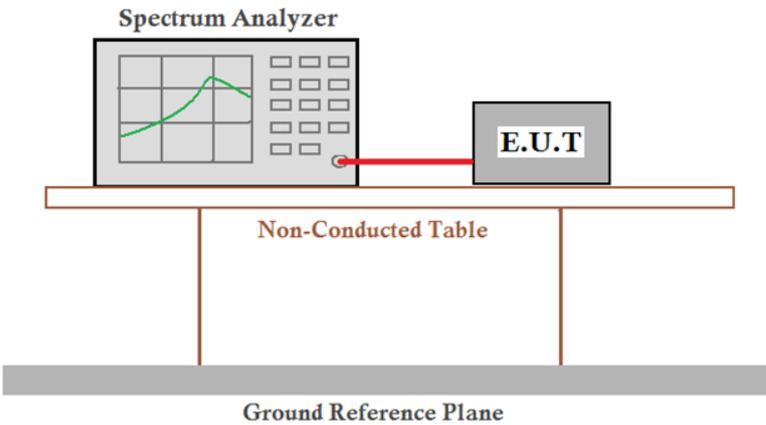 Spectrum Analyzer
E.U.T
Non-Conducted Table
Ground Reference Plane